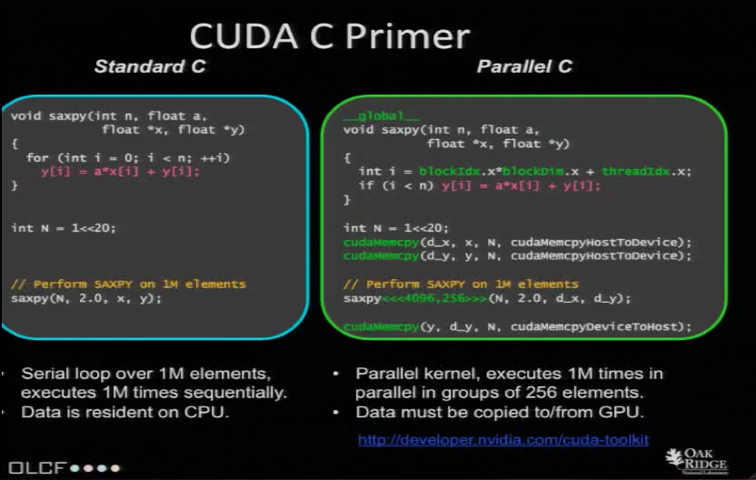 CUDA C Primer
Standard C
void saxpy(int n, float a,
float *x, float *y)
{
for (int i = 0; i < n; ++i)
y[i] = a*x[i] + y[i];
}
int N = 1<<20;
// Perform SAXPY on 1M elements
saxpy(N, 2.0, x, y);
• Serial loop over 1M elements,
executes 1M times sequentially.
• Data is resident on CPU.
Parallel C
__global__
void saxpy(int n, float a,
float *x, float *y)
{
int i = blockIdx.x*blockDim.x + threadIdx.x;
if (i < n) y[i] = a*x[i] + y[i];
}
int N = 1<<20;
cudaMemcpy(d_x, x, N, cudaMemcpyHostToDevice);
cudaMemcpy(d_y, y, N, cudaMemcpyHostToDevice);
// Perform SAXPY on 1M elements
saxpy<<<4096,256>>>(N, 2.0, d_x, d_y);
cudaMemcpy(y, d_y, N, cudaMemcpyDeviceToHost);
• Parallel kernel, executes 1M times in
parallel in groups of 256 elements.
• Data must be copied to/from GPU.
http://developer.nvidia.com/cuda-toolkit
OLCF
OAK
RIDGE
National Laboratory